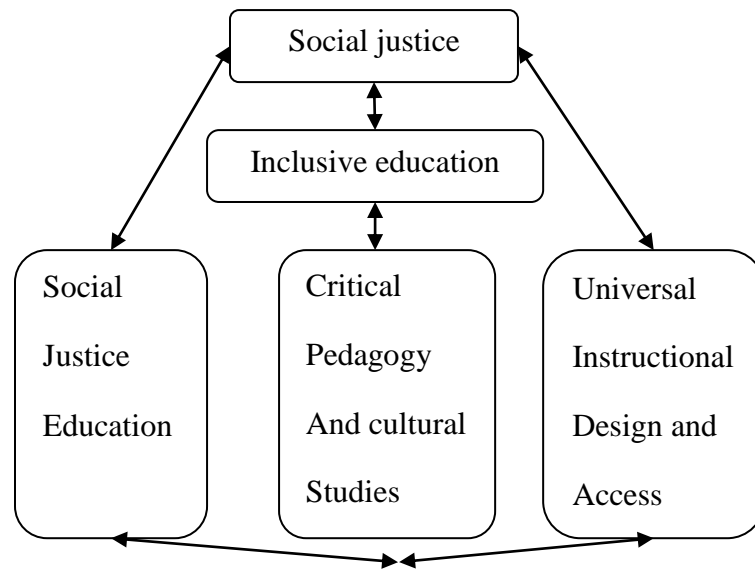 Social justice
Inclusive education
Social
Justice
Education
Critical
Pedagogy
And cultural
Studies
Universal
Instructional
Design and
Access